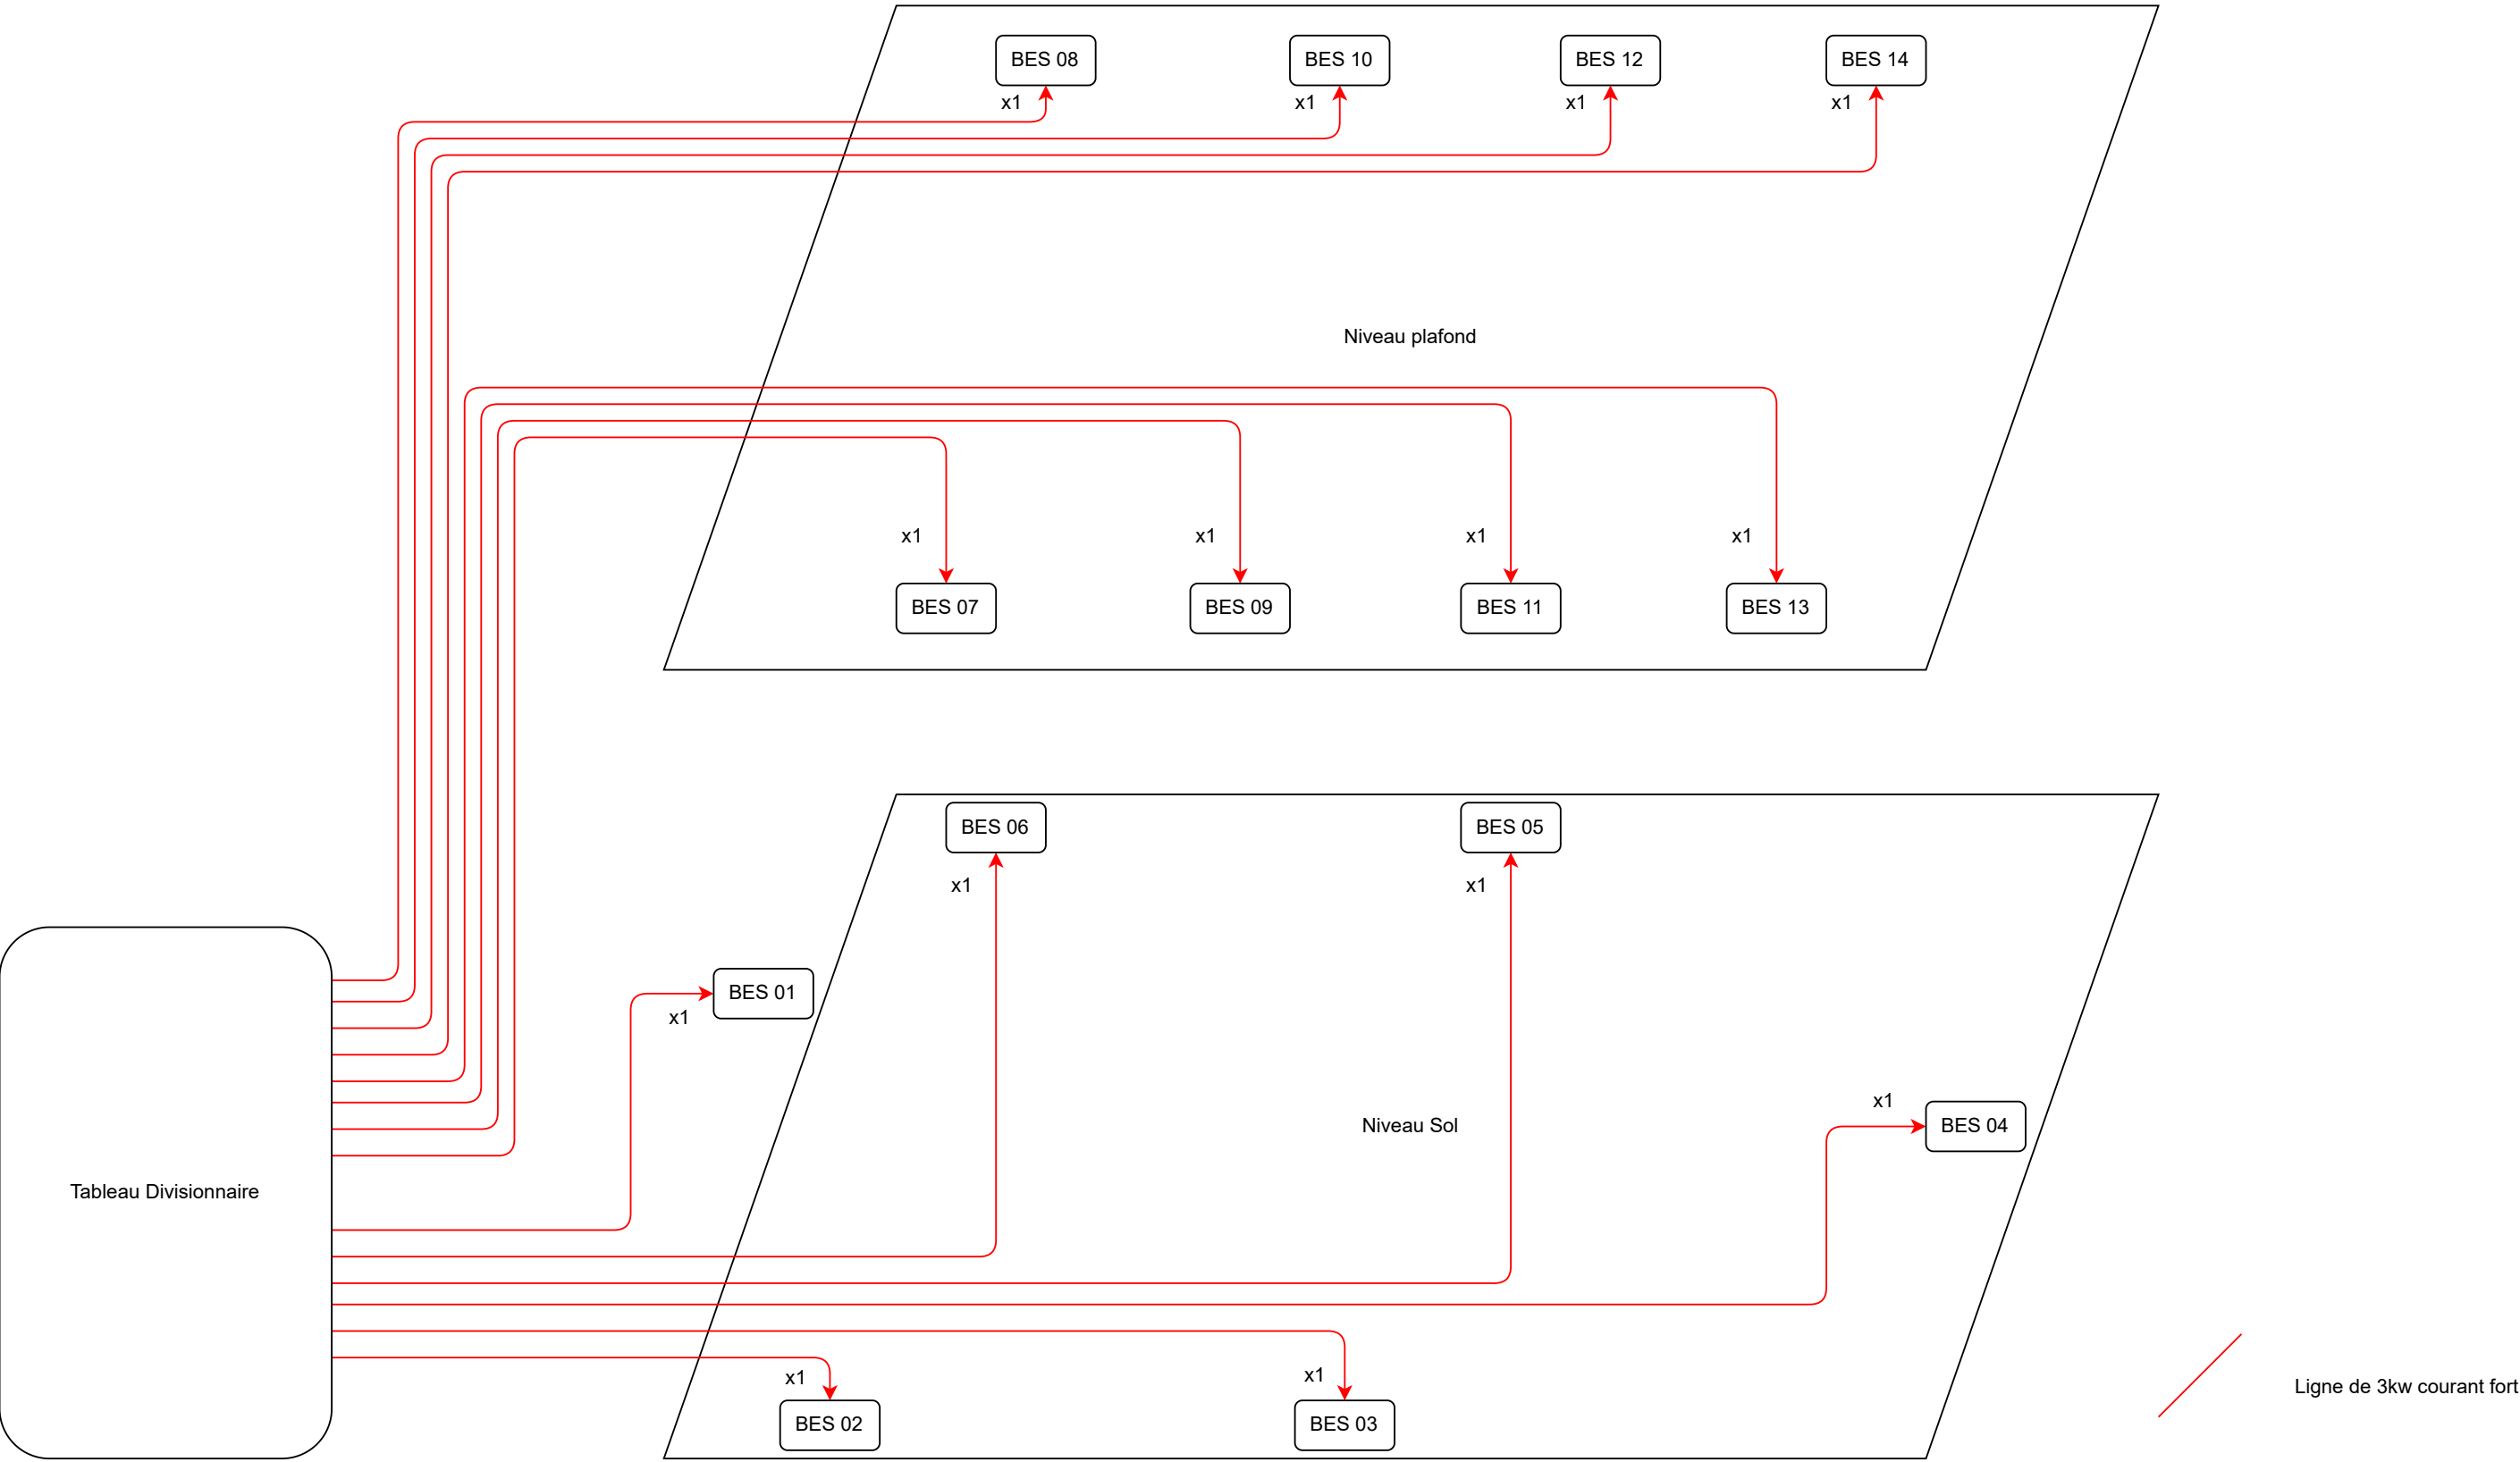 BES 08
BES 10
BES 12
BES 14
x1
x1
x1
x1
Niveau plafond
x1
x1
x1
x1
BES 07
BES 09
BES 11
BES 13
BES 06
BES 05
x1
x1
BES 01
x1
x1
BES 04
Niveau Sol
Tableau Divisionnaire
x1
x1
Ligne de 3kw courant fort
BES 02
BES 03